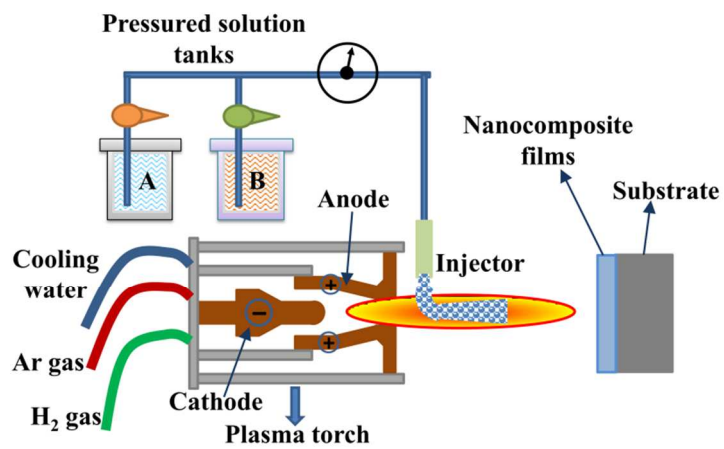 Pressured solution
tanks
A
B
Nanocomposite
films
Substrate
Anode
Injector
Cooling
water
+
−
+
Ar gas
H₂ gas
Cathode
Plasma torch